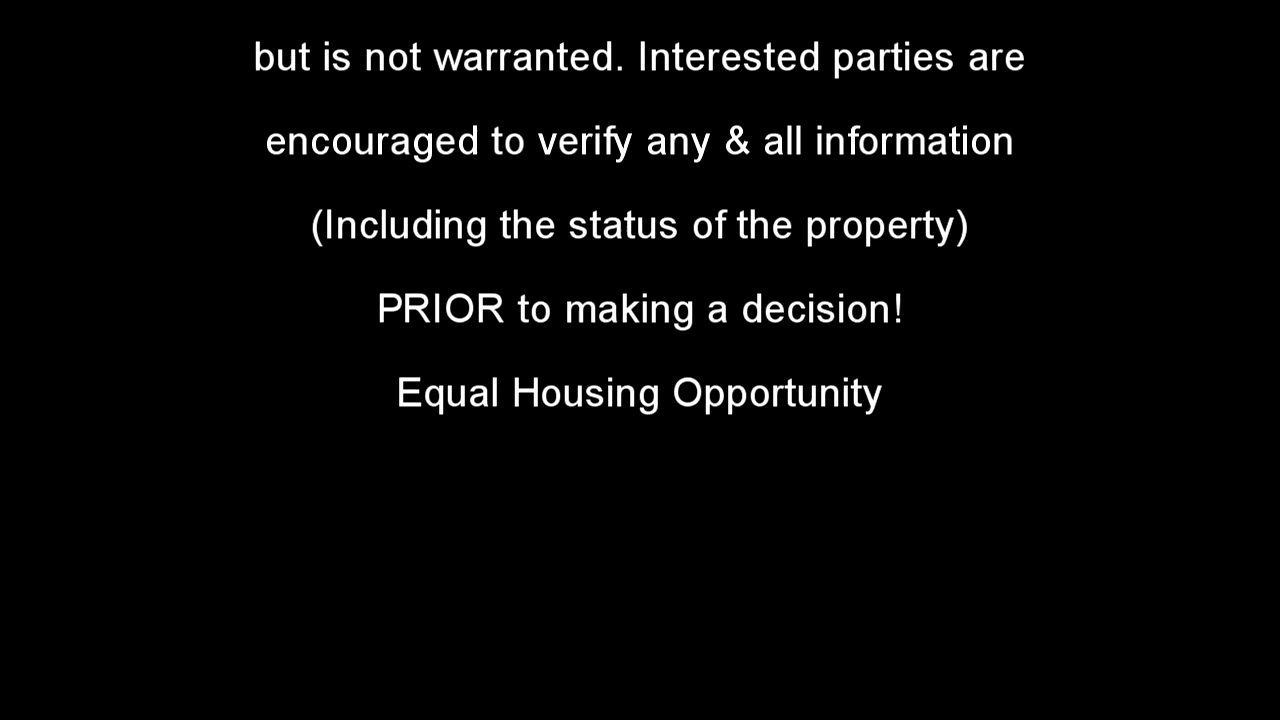 but is not warranted. Interested parties are
encouraged to verify any & all information
(Including the status of the property)
PRIOR to making a decision!
Equal Housing Opportunity